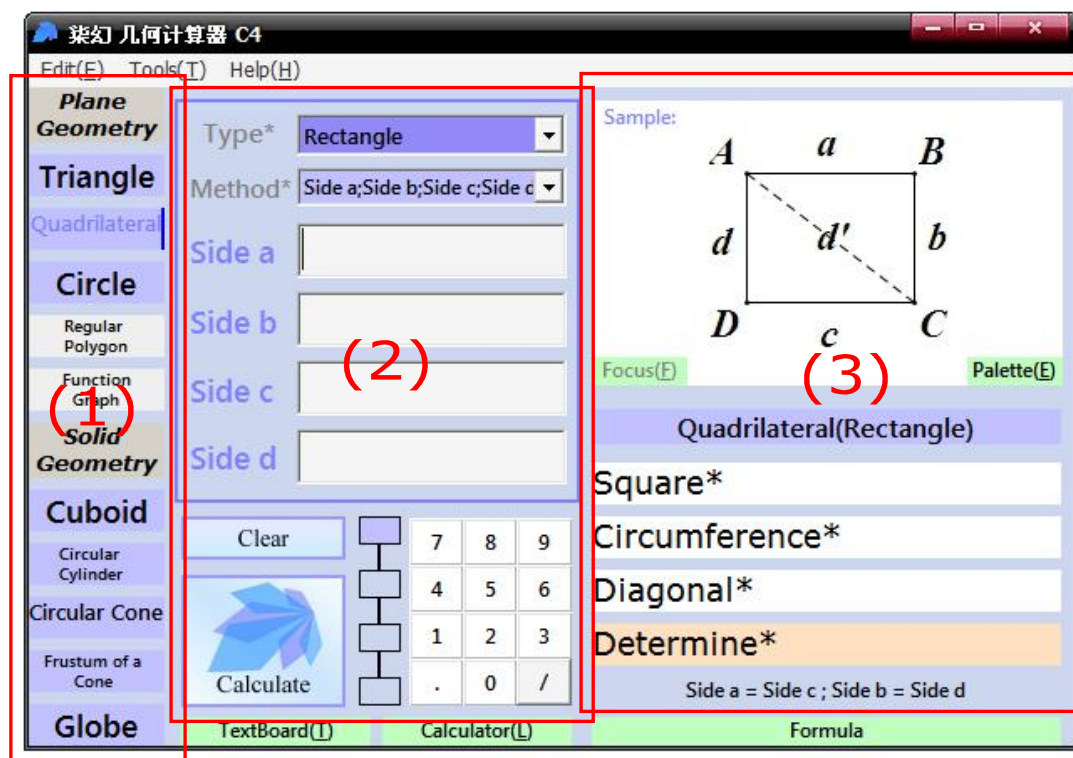 柒幻 几何计算器 C4
Edit(E) Tools(T) Help(H)
Plane
Geometry
Triangle
Quadrilateral
Circle
Regular
Polygon
Function
Graph
(1)
Solid
Geometry
Cuboid
Circular
Cylinder
Circular Cone
Frustum of a
Cone
Globe
Type*
Rectangle
Method*
Side a;Side b;Side c;Side d
Side a
Side b
(2)
Side c
Side d
Clear
Calculate
7 8 9
4 5 6
1 2 3
. 0 /
TextBoard(T)
Calculator(L)
Sample:
A a B
d d' b
D c C
(3)
Focus(F)
Palette(E)
Quadrilateral(Rectangle)
Square*
Circumference*
Diagonal*
Determine*
Side a = Side c ; Side b = Side d
Formula